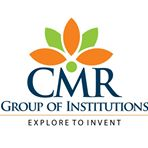 CMR
GROUP OF INSTITUTIONS
EXPLORE TO INVENT